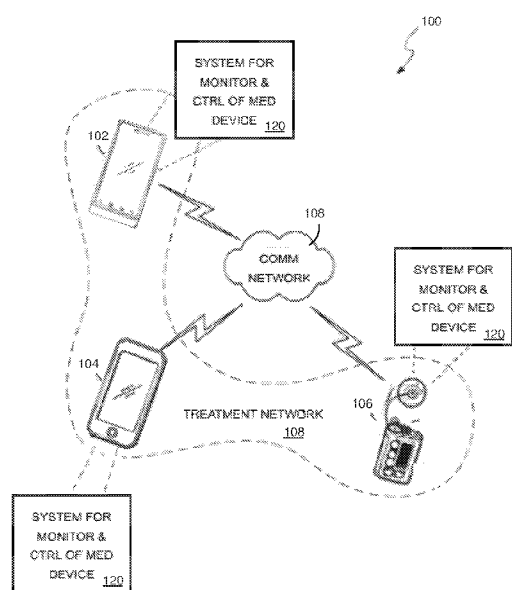 100
SYSTEM FOR
MONITOR &
CTRL OF MED
DEVICE 120
102
108
COMM
NETWORK
SYSTEM FOR
MONITOR &
CTRL OF MED
DEVICE 120
104
106
TREATMENT NETWORK
108
SYSTEM FOR
MONITOR &
CTRL OF MED
DEVICE 120